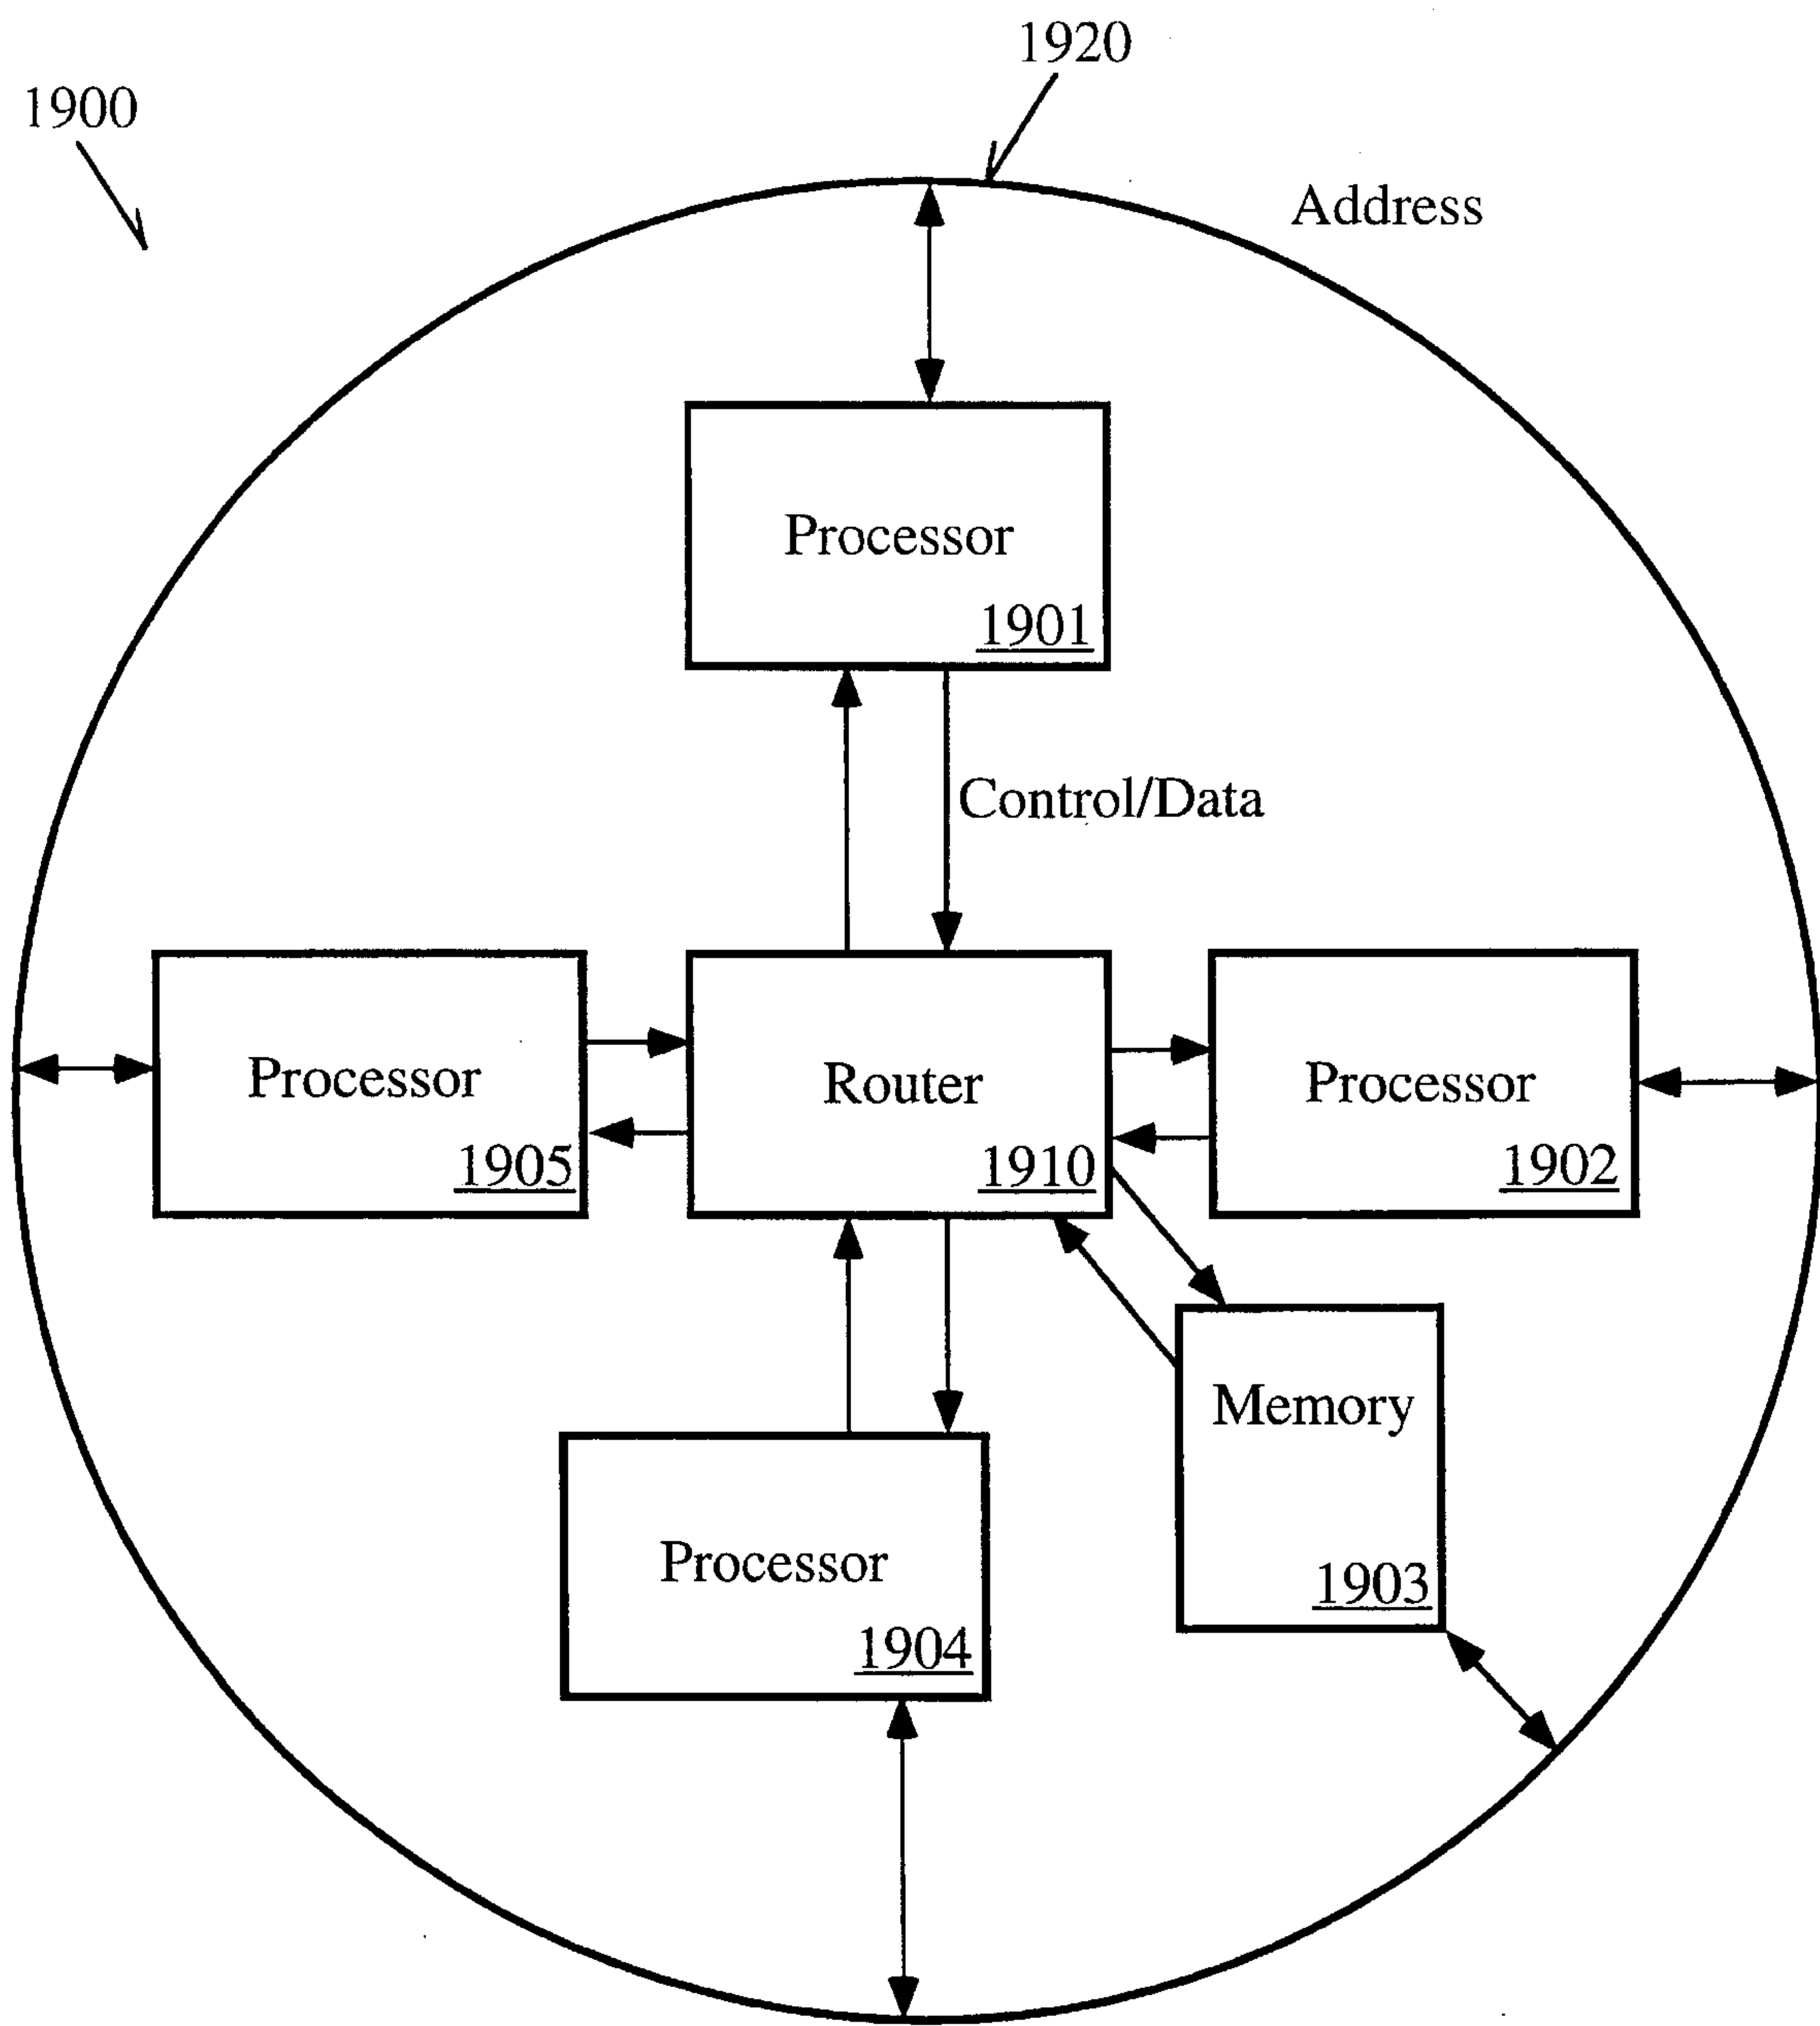 1920
1900
Address
Processor
1901
Control/Data
Processor
1905
Router
1910
Processor
1902
Memory
1903
Processor
1904